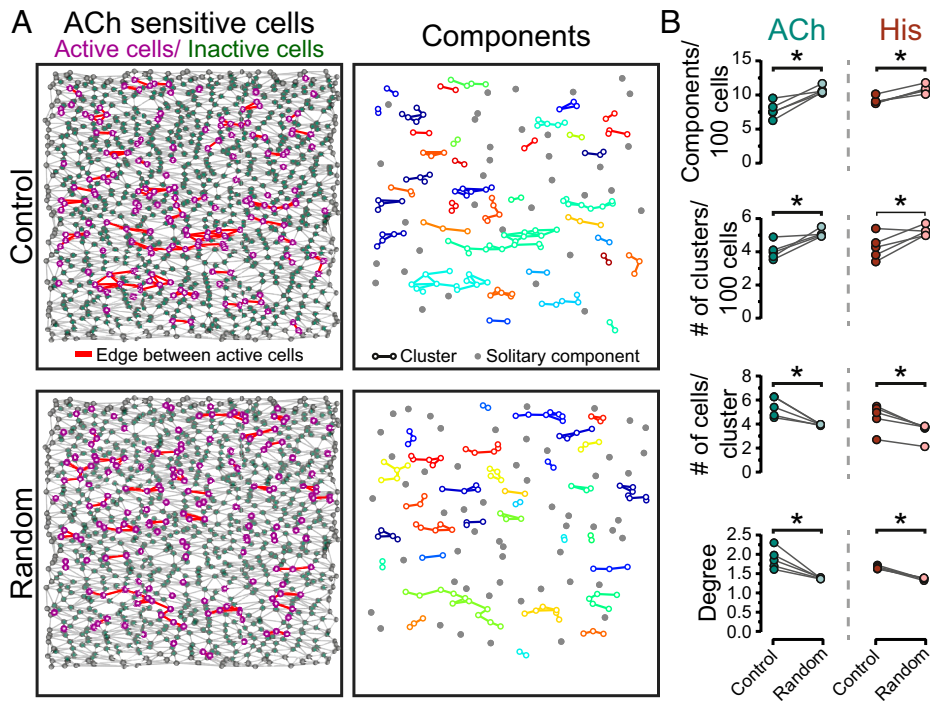 A
ACh sensitive cells
Active cells/ Inactive cells
Components
Control
Edge between active cells
Cluster
Solitary component
Random
B
ACh
His
Components/
100 cells
15
10
5
0
*
*
# of clusters/
100 cells
6
4
2
0
*
*
# of cells/
cluster
8
6
4
2
0
*
*
Degree
2.5
2.0
1.5
1.0
0.5
0.0
*
*
Control
Random
Control
Random